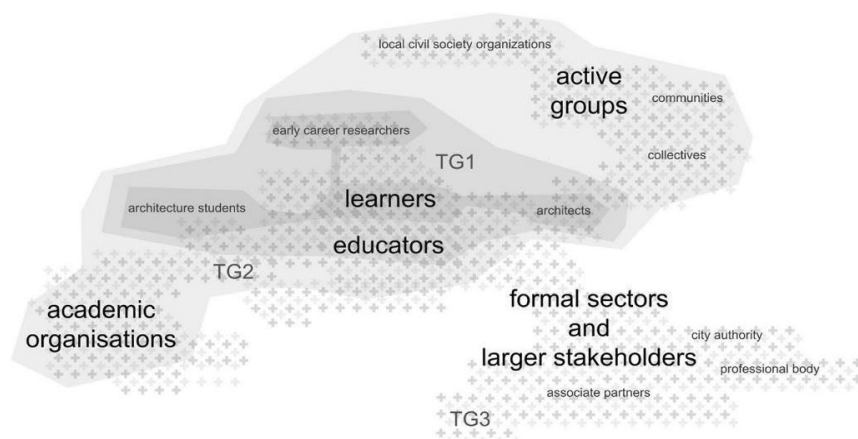 local civil society organizations
active
groups
communities
early career researchers
TG1
collectives
learners
architecture students
architects
educators
TG2
academic
organisations
formal sectors
and
larger stakeholders
city authority
professional body
associate partners
TG3